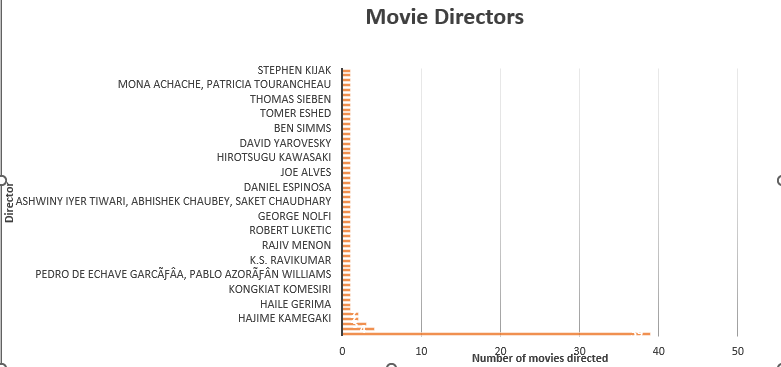 Movie Directors
STEPHEN KIJAK
MONA ACHACHE, PATRICIA TOURANCHEAU
THOMAS SIEBEN
TOMER ESHED
BEN SIMMS
DAVID YAROVESKY
HIROTSUGU KAWASAKI
JOE ALVES
DANIEL ESPINOSA
ASHWINY IYER TIWARI, ABHISHEK CHAUBEY, SAKET CHAUDHARY
GEORGE NOLFI
ROBERT LUKETIC
RAJIV MENON
K.S. RAVIKUMAR
PEDRO DE ECHAVE GARCÃƑÂA, PABLO AZORÃƑÂN WILLIAMS
KONGKIAT KOMESIRI
HAILE GERIMA
HAJIME KAMEGAKI
Director
0 10 20 30 40 50
Number of movies directed